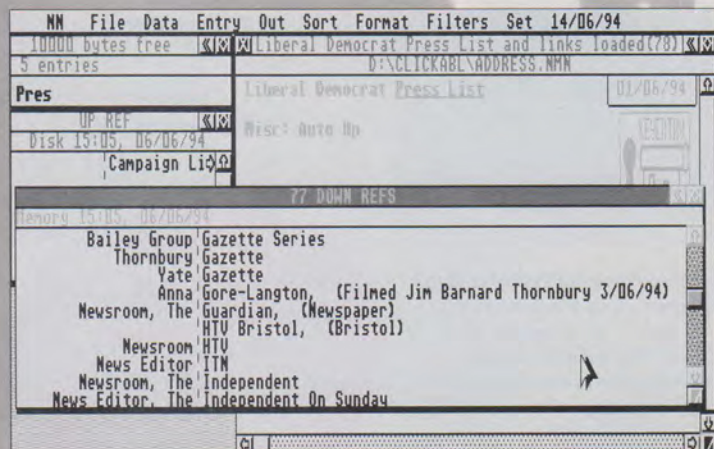 NN File Data Entry Out Sort Format Filters Set 14/06/94
10000 bytes free
Liberal Democrat Press List and links loaded(78)
5 entries
D:\CLICKABL\ADDRESS.NMN
Pres
Liberal Democrat Press List
01/06/94
UP REF
Misc: Auto Up
Disk 15:05, 06/06/94
Campaign Li
77 DOWN REFS
Memory 15:05, 06/06/94
Bailey Group Gazette Series
Thornbury Gazette
Yate Gazette
Anna Gore-Langton, (Filmed Jim Barnard Thornbury 3/06/94)
Newsroom, The Guardian, (Newspaper)
HTV Bristol, (Bristol)
Newsroom HTV
News Editor ITN
Newsroom, The Independent
News Editor, The Independent On Sunday